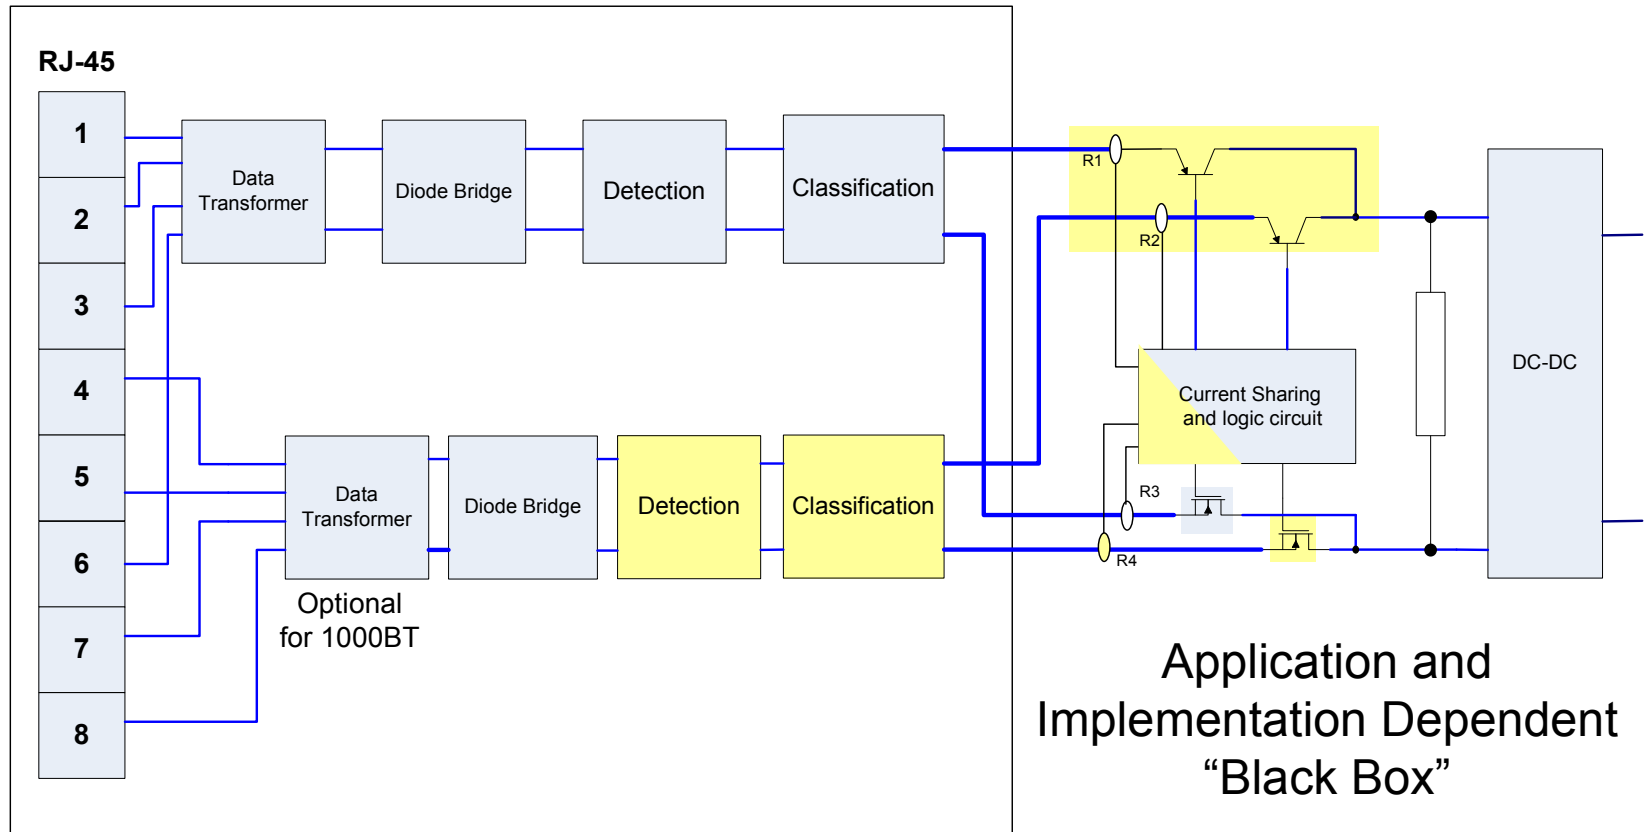 RJ-45
1
2
3
4
5
6
7
8
Data
Transformer
Diode Bridge
Detection
Classification
Data
Transformer
Optional
for 1000BT
Diode Bridge
Detection
Classification
R1
R2
Current Sharing
and logic circuit
R3
R4
DC-DC
Application and
Implementation Dependent
“Black Box”